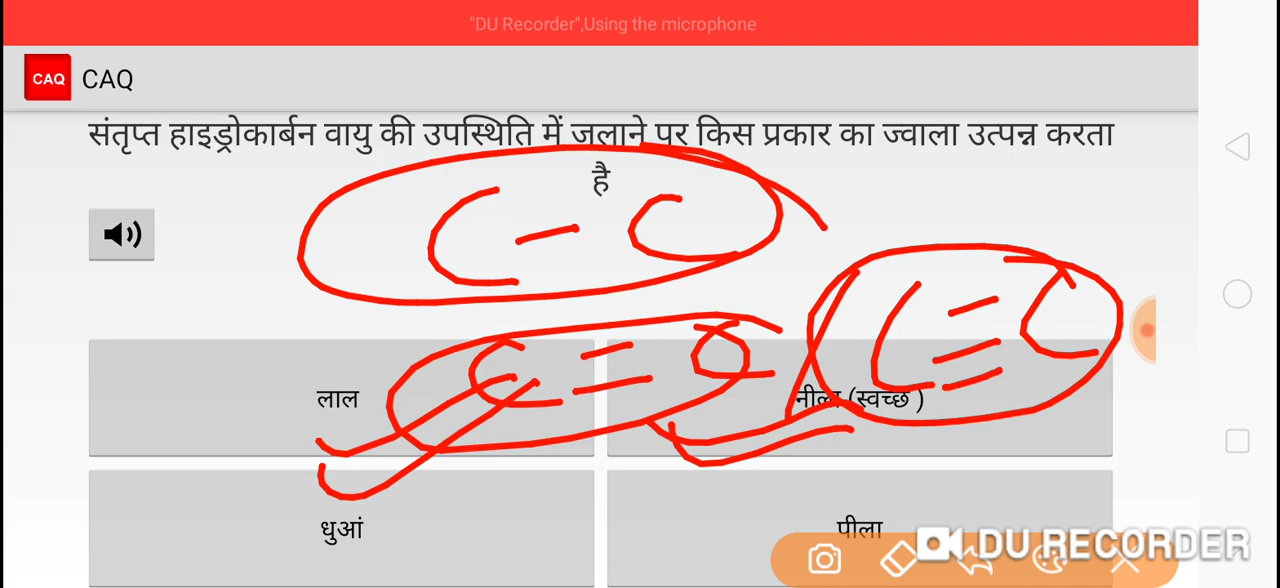 "DU Recorder",Using the microphone
CAQ CAQ
संतृप्त हाइड्रोकार्बन वायु की उपस्थिति में जलाने पर किस प्रकार का ज्वाला उत्पन्न करता
है
C - C
C = C
C ≡ C
लाल
नीला (स्वच्छ )
धुआं
पीला
DU RECORDER